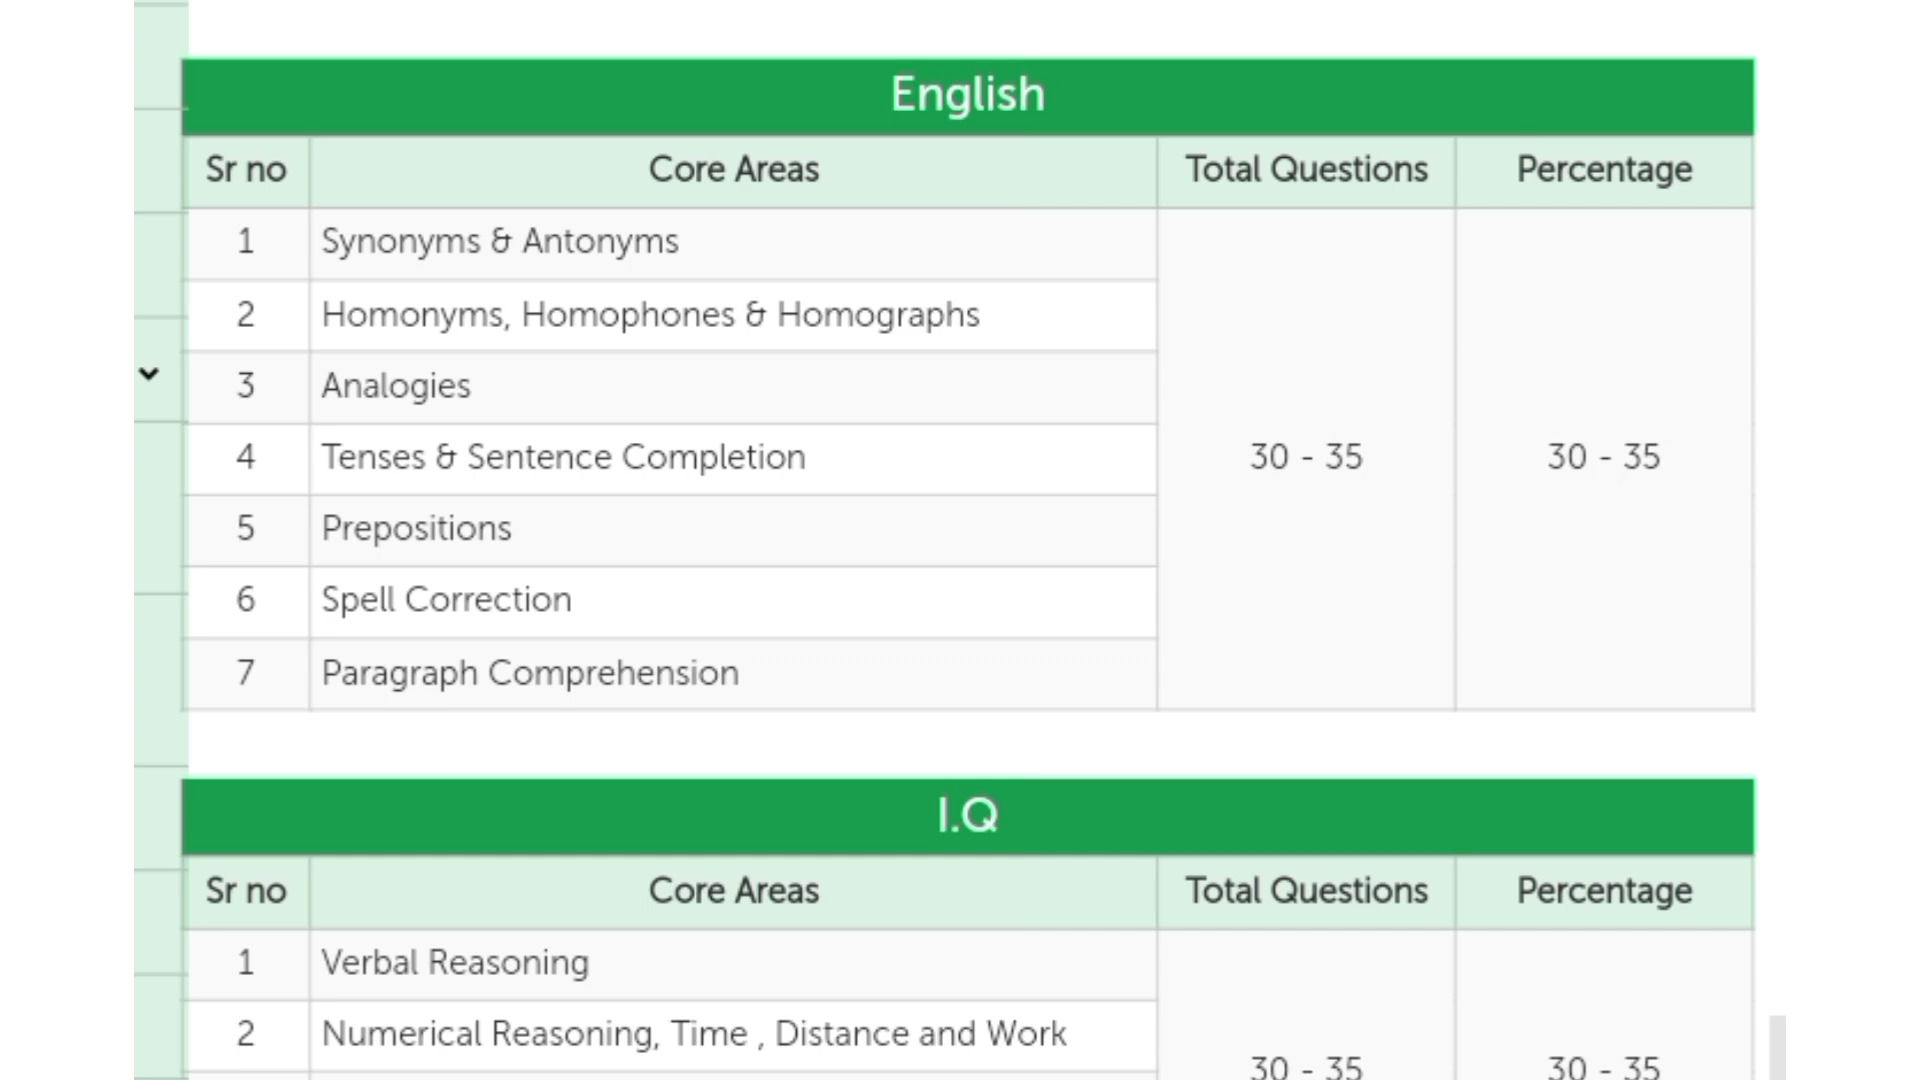 English
Sr no Core Areas Total Questions Percentage
1 Synonyms & Antonyms
2 Homonyms, Homophones & Homographs
3 Analogies
4 Tenses & Sentence Completion 30 - 35 30 - 35
5 Prepositions
6 Spell Correction
7 Paragraph Comprehension
I.Q
Sr no Core Areas Total Questions Percentage
1 Verbal Reasoning
2 Numerical Reasoning, Time , Distance and Work
30 - 35 30 - 35